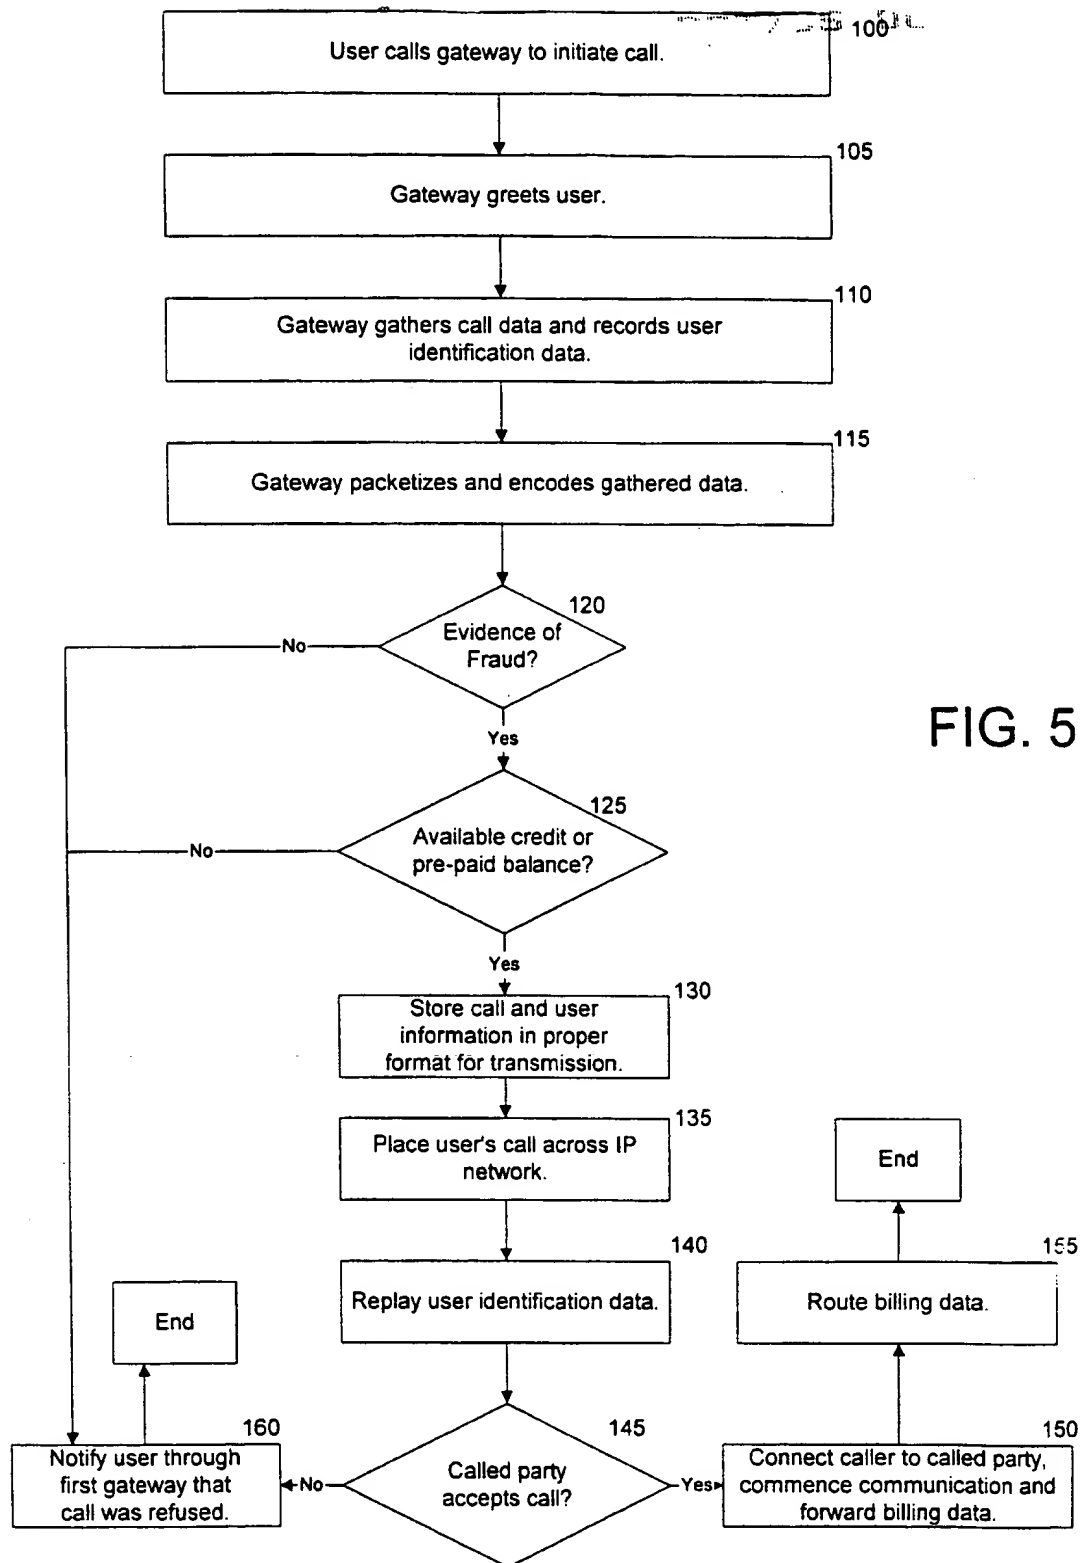 100
User calls gateway to initiate call.
105
Gateway greets user.
110
Gateway gathers call data and records user
identification data.
115
Gateway packetizes and encodes gathered data.
120
Evidence of
Fraud?
No
Yes
FIG. 5
125
Available credit or
pre-paid balance?
No
Yes
130
Store call and user
information in proper
format for transmission.
135
Place user's call across IP
network.
End
140
Replay user identification data.
155
Route billing data.
End
145
Called party
accepts call?
160
Notify user through
first gateway that
call was refused.
No
Yes
150
Connect caller to called party,
commence communication and
forward billing data.